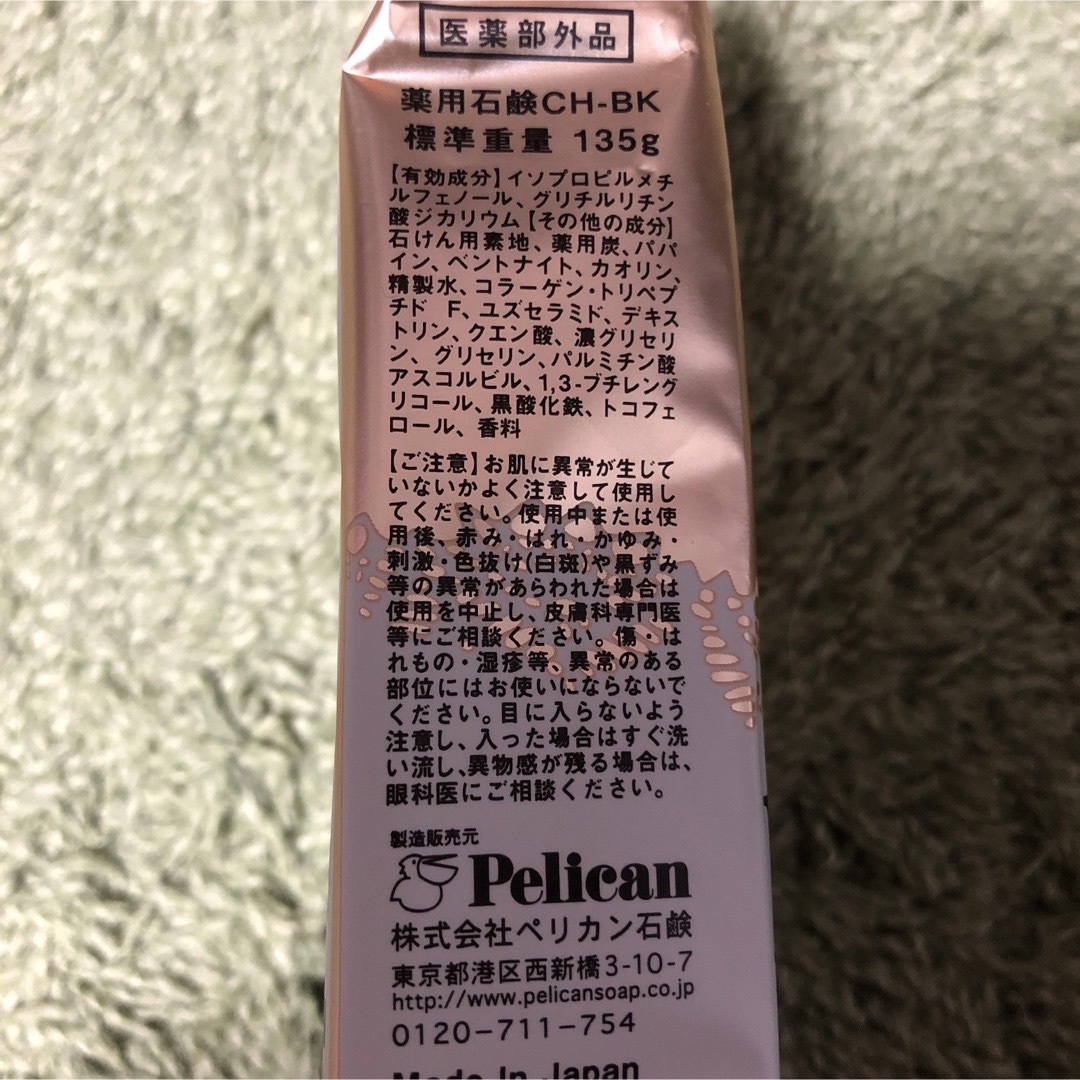 医薬部外品
薬用石鹸CH-BK
標準重量 135g
【有効成分】イソプロピルメチ
ルフェノール、グリチルリチン
酸ジカリウム【その他の成分】
石けん用素地、薬用炭、パパ
イン、ベントナイト、カオリン、
精製水、コラーゲン・トリペプ
チド F、ユズセラミド、デキス
トリン、クエン酸、濃グリセリ
ン、グリセリン、パルミチン酸
アスコルビル、1,3-ブチレング
リコール、黒酸化鉄、トコフェ
ロール、香料
【ご注意】お肌に異常が生じて
いないかよく注意して使用し
てください。使用中または使
用後、赤み・はれ・かゆみ・
刺激・色抜け(白斑)や黒ずみ
等の異常があらわれた場合は
使用を中止し、皮膚科専門医
等にご相談ください。傷・は
れもの・湿疹等、異常のある
部位にはお使いにならないで
ください。目に入らないよう
注意し、入った場合はすぐ洗
い流し、異物感が残る場合は、
眼科医にご相談ください。
製造販売元
Pelican
株式会社ペリカン石鹸
東京都港区西新橋3-10-7
http://www.pelicansoap.co.jp
0120-711-754
Made In Japan